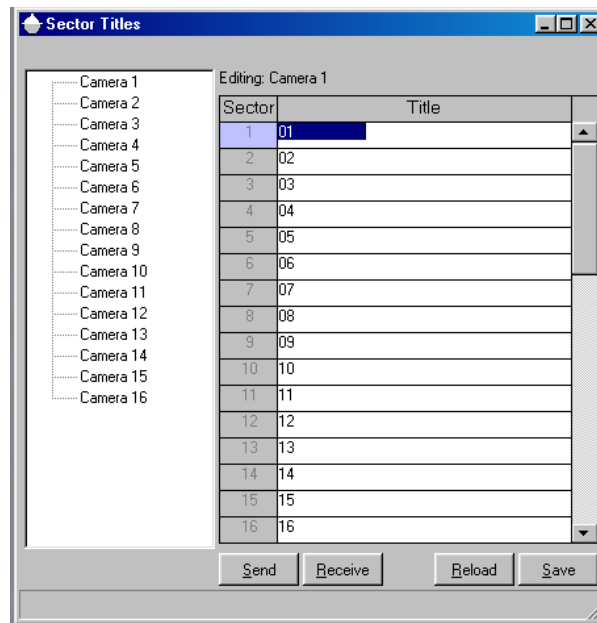 Sector Titles
Camera 1
Camera 2
Camera 3
Camera 4
Camera 5
Camera 6
Camera 7
Camera 8
Camera 9
Camera 10
Camera 11
Camera 12
Camera 13
Camera 14
Camera 15
Camera 16
Editing: Camera 1
Sector Title
1 01
2 02
3 03
4 04
5 05
6 06
7 07
8 08
9 09
10 10
11 11
12 12
13 13
14 14
15 15
16 16
Send Receive Reload Save